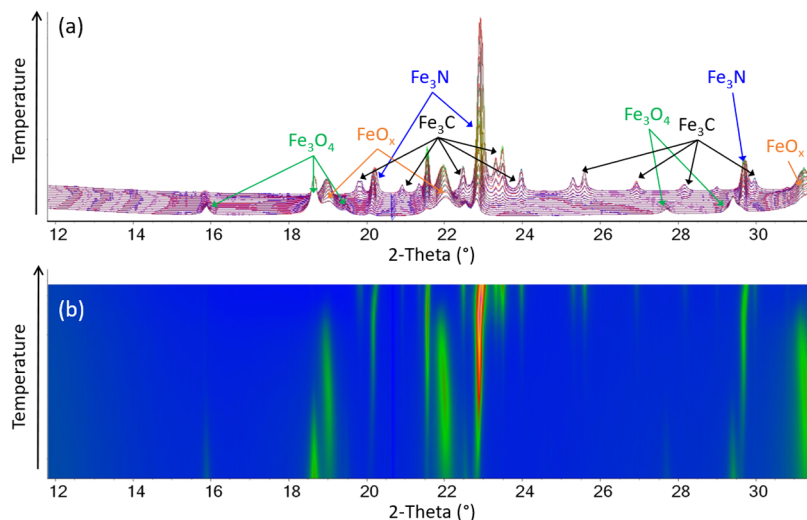 (a)
Temperature
Fe₃N
Fe₃N
Fe₃O₄
FeOₓ
Fe₃C
Fe₃O₄
Fe₃C
FeOₓ
12 14 16 18 20 22 24 26 28 30
2-Theta (°)
(b)
Temperature
12 14 16 18 20 22 24 26 28 30
2-Theta (°)